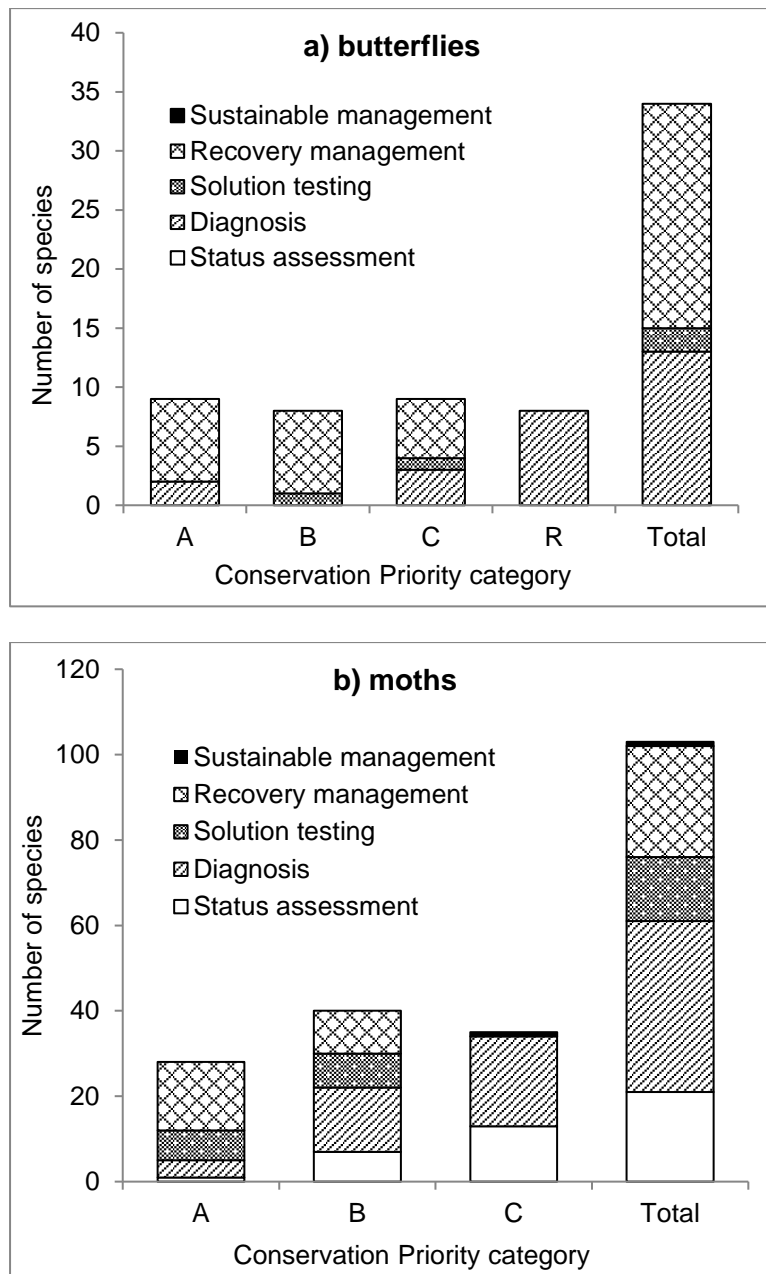 a) butterflies
Sustainable management
Recovery management
Solution testing
Diagnosis
Status assessment
Number of species
40
35
30
25
20
15
10
5
0
A B C R Total
Conservation Priority category
b) moths
Sustainable management
Recovery management
Solution testing
Diagnosis
Status assessment
Number of species
120
100
80
60
40
20
0
A B C Total
Conservation Priority category